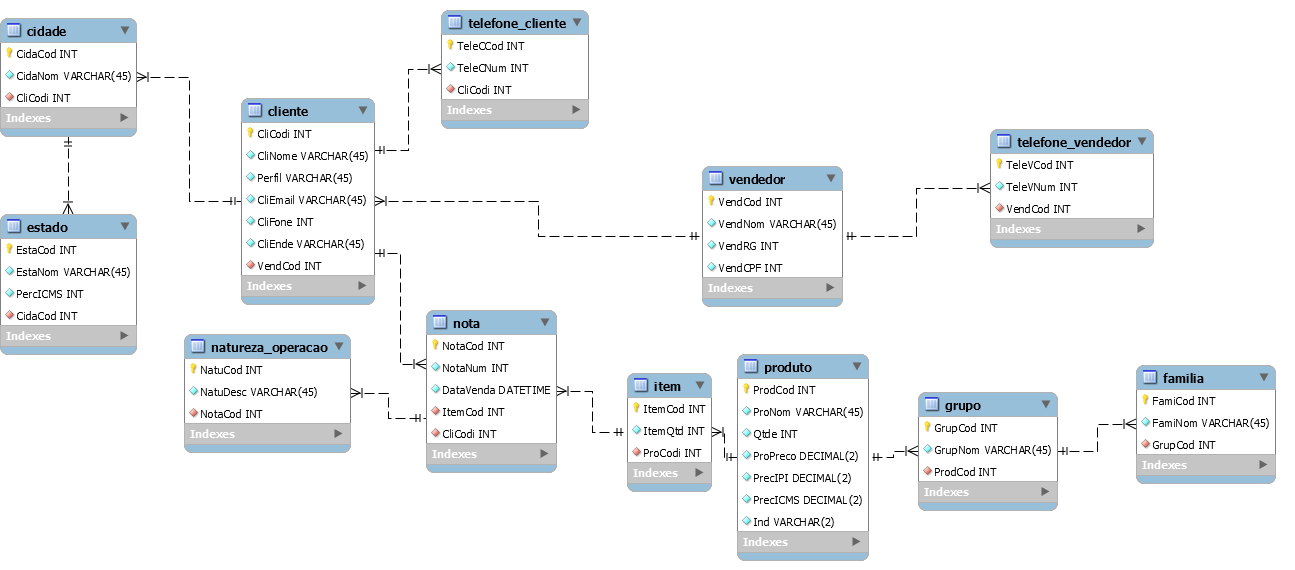 cidade
CidaCod INT
CidaNom VARCHAR(45)
CliCodi INT
Indexes
telefone_cliente
TeleCCod INT
TeleCNum INT
CliCodi INT
Indexes
cliente
CliCodi INT
CliNome VARCHAR(45)
Perfil VARCHAR(45)
CliEmail VARCHAR(45)
CliFone INT
CliEnde VARCHAR(45)
VendCod INT
Indexes
vendedor
VendCod INT
VendNom VARCHAR(45)
VendRG INT
VendCPF INT
Indexes
telefone_vendedor
TeleVCod INT
TeleVNum INT
VendCod INT
Indexes
estado
EstaCod INT
EstaNom VARCHAR(45)
PercICMS INT
CidaCod INT
Indexes
natureza_operacao
NatuCod INT
NatuDesc VARCHAR(45)
NotaCod INT
Indexes
nota
NotaCod INT
NotaNum INT
DataVenda DATETIME
ItemCod INT
CliCodi INT
Indexes
item
ItemCod INT
ItemQtd INT
ProCodi INT
Indexes
produto
ProdCod INT
ProNom VARCHAR(45)
Qtde INT
ProPreco DECIMAL(2)
PrecIPI DECIMAL(2)
PrecICMS DECIMAL(2)
Ind VARCHAR(2)
Indexes
grupo
GrupCod INT
GrupNom VARCHAR(45)
ProdCod INT
Indexes
familia
FamiCod INT
FamiNom VARCHAR(45)
GrupCod INT
Indexes